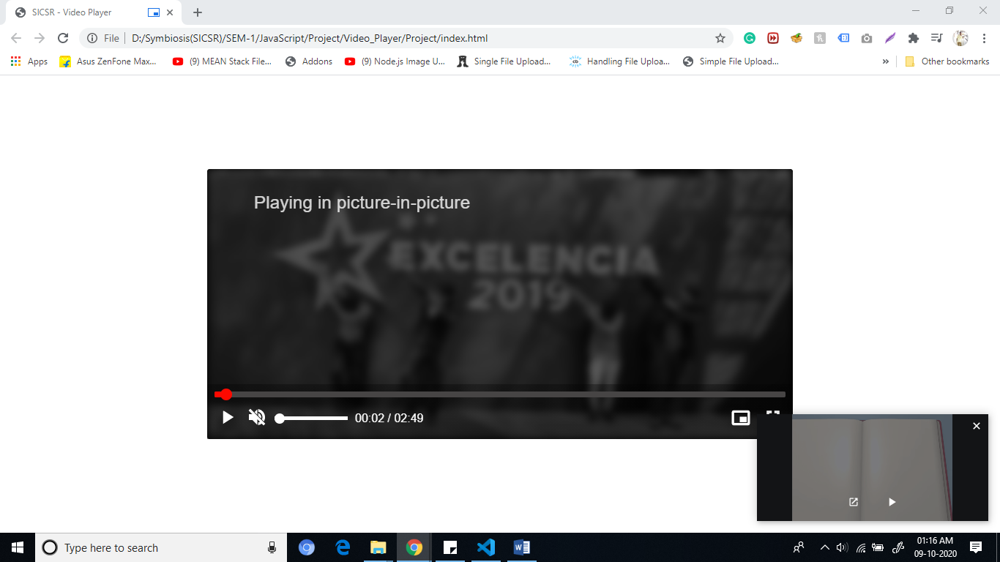 SICSR - Video Player
File
D:/Symbiosis(SICSR)/SEM-1/JavaScript/Project/Video_Player/Project/index.html
Apps
Asus ZenFone Max...
(9) MEAN Stack File...
Addons
(9) Node.js Image U...
Single File Upload...
Handling File Uploa...
Simple File Upload...
»
Other bookmarks
Playing in picture-in-picture
EXCELENCIA
2019
00:02 / 02:49
Type here to search
01:16 AM
09-10-2020